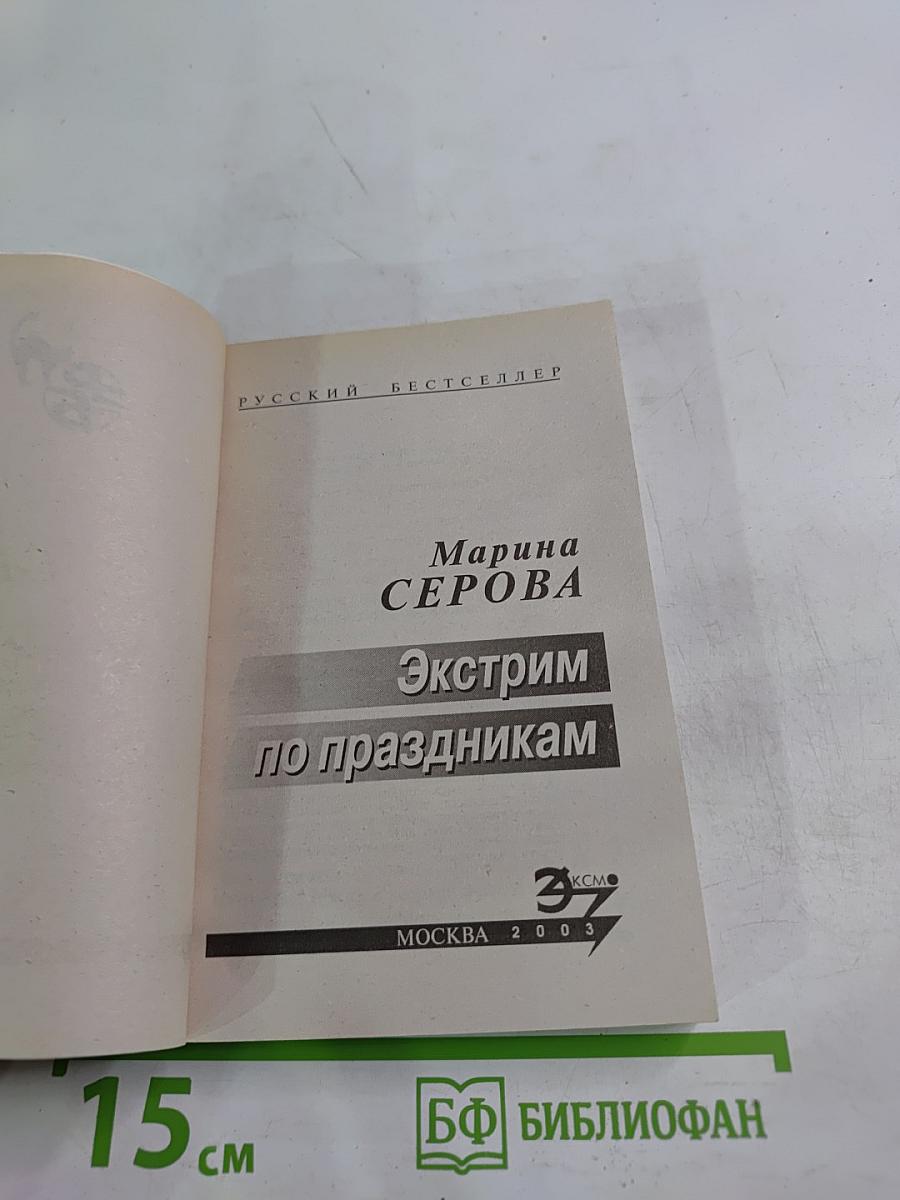 РУССКИЙ БЕСТСЕЛЛЕР
Марина
СЕРОВА
Экстрим
по праздникам
ЭКСМО
МОСКВА 2003
15 см
БФ БИБЛИОФАН